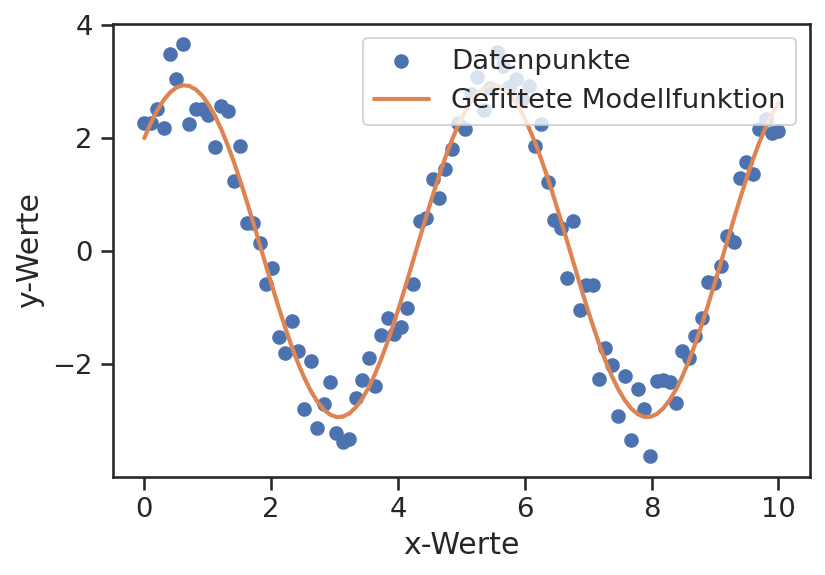 4
2
0
−2
y-Werte
Datenpunkte
Gefittete Modellfunktion
0 2 4 6 8 10
x-Werte